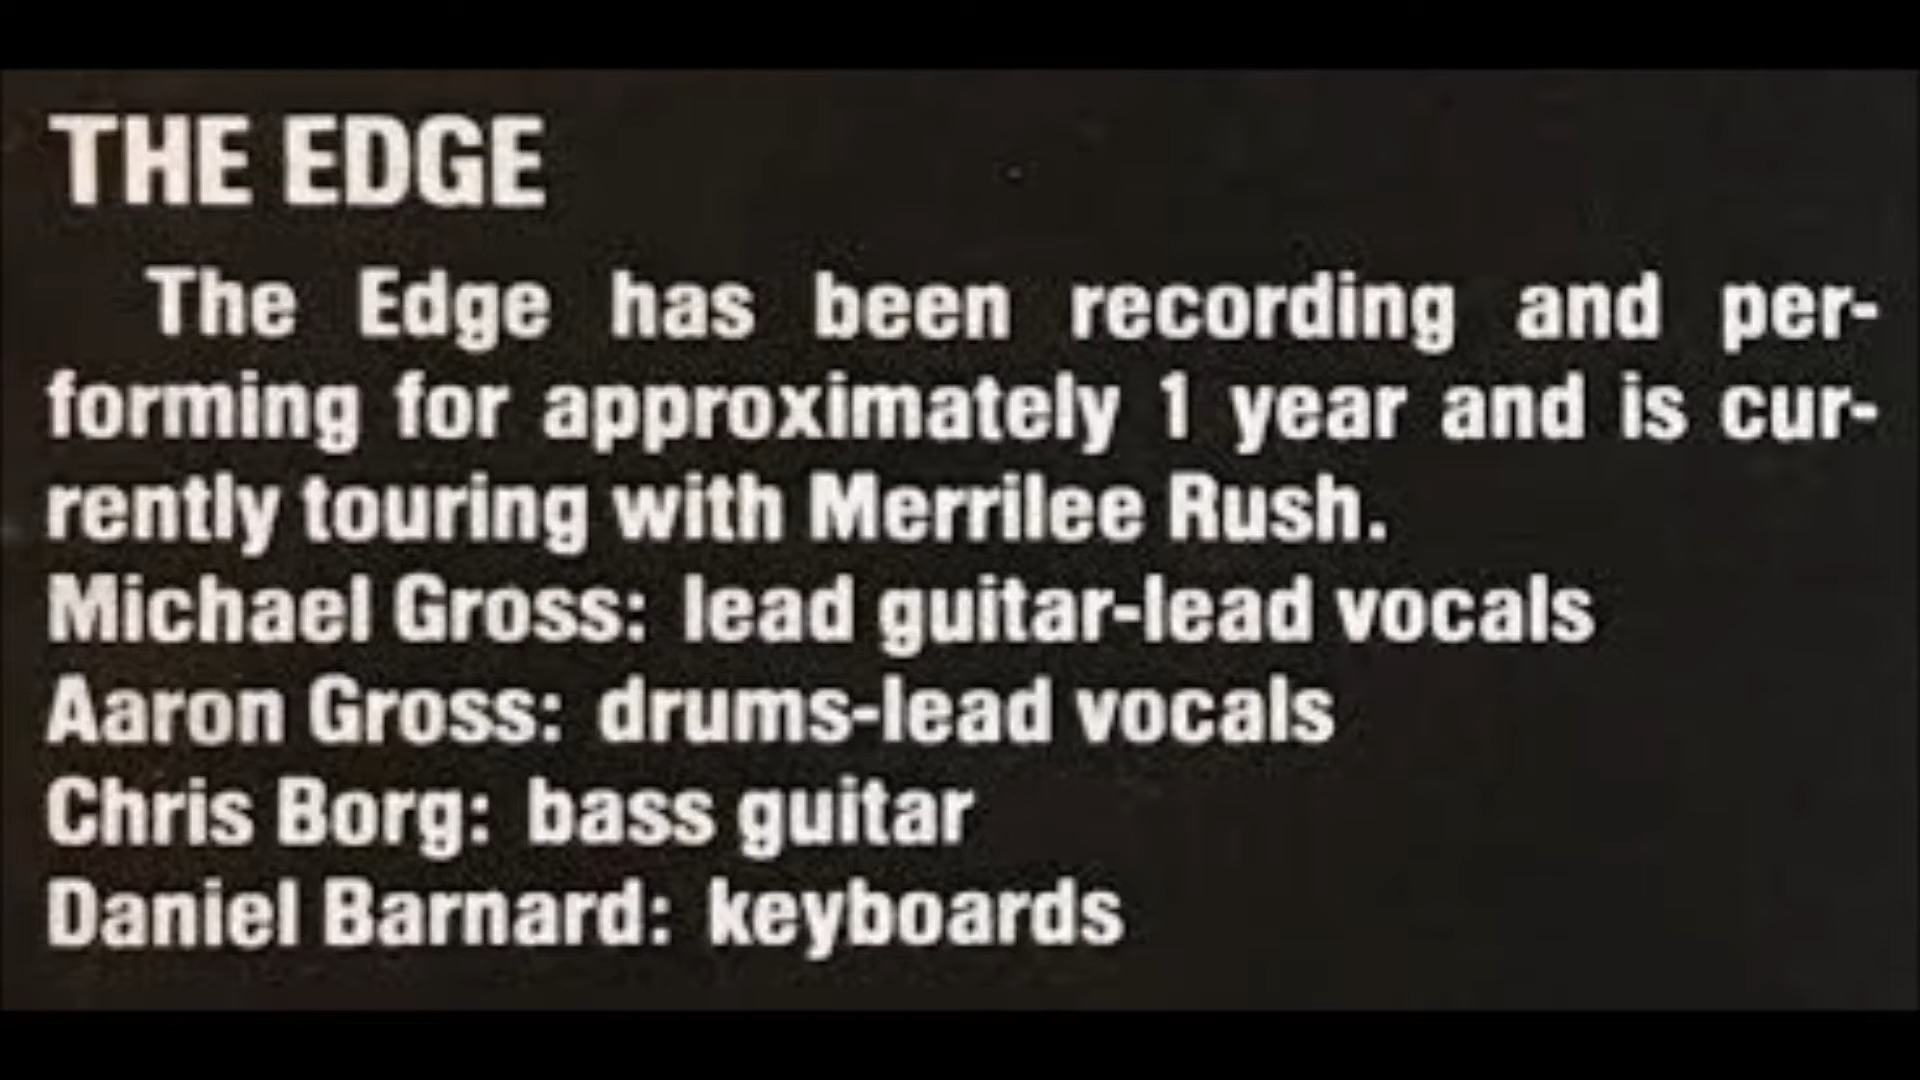 THE EDGE
The Edge has been recording and per-
forming for approximately 1 year and is cur-
rently touring with Merrilee Rush.
Michael Gross: lead guitar-lead vocals
Aaron Gross: drums-lead vocals
Chris Borg: bass guitar
Daniel Barnard: keyboards